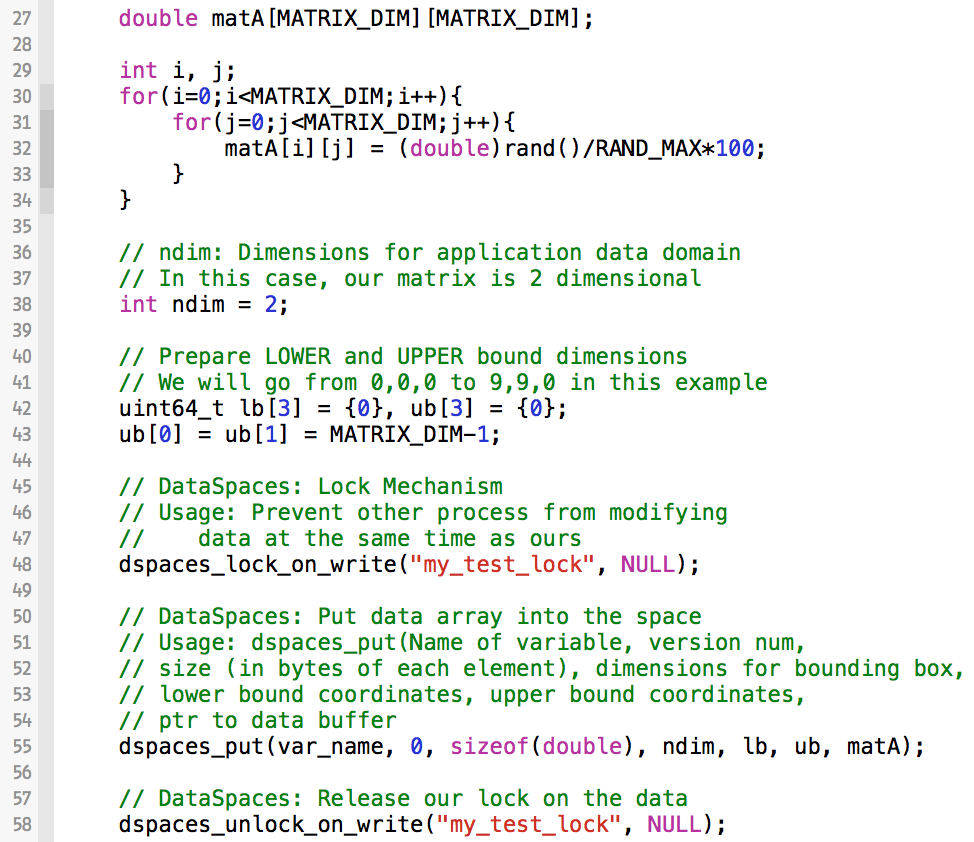 27 double matA[MATRIX_DIM][MATRIX_DIM];
28
29 int i, j;
30 for(i=0;i<MATRIX_DIM;i++){
31 for(j=0;j<MATRIX_DIM;j++){
32 matA[i][j] = (double)rand()/RAND_MAX*100;
33 }
34 }
35
36 // ndim: Dimensions for application data domain
37 // In this case, our matrix is 2 dimensional
38 int ndim = 2;
39
40 // Prepare LOWER and UPPER bound dimensions
41 // We will go from 0,0,0 to 9,9,0 in this example
42 uint64_t lb[3] = {0}, ub[3] = {0};
43 ub[0] = ub[1] = MATRIX_DIM-1;
44
45 // DataSpaces: Lock Mechanism
46 // Usage: Prevent other process from modifying
47 //    data at the same time as ours
48 dspaces_lock_on_write("my_test_lock", NULL);
49
50 // DataSpaces: Put data array into the space
51 // Usage: dspaces_put(Name of variable, version num,
52 // size (in bytes of each element), dimensions for bounding box,
53 // lower bound coordinates, upper bound coordinates,
54 // ptr to data buffer
55 dspaces_put(var_name, 0, sizeof(double), ndim, lb, ub, matA);
56
57 // DataSpaces: Release our lock on the data
58 dspaces_unlock_on_write("my_test_lock", NULL);